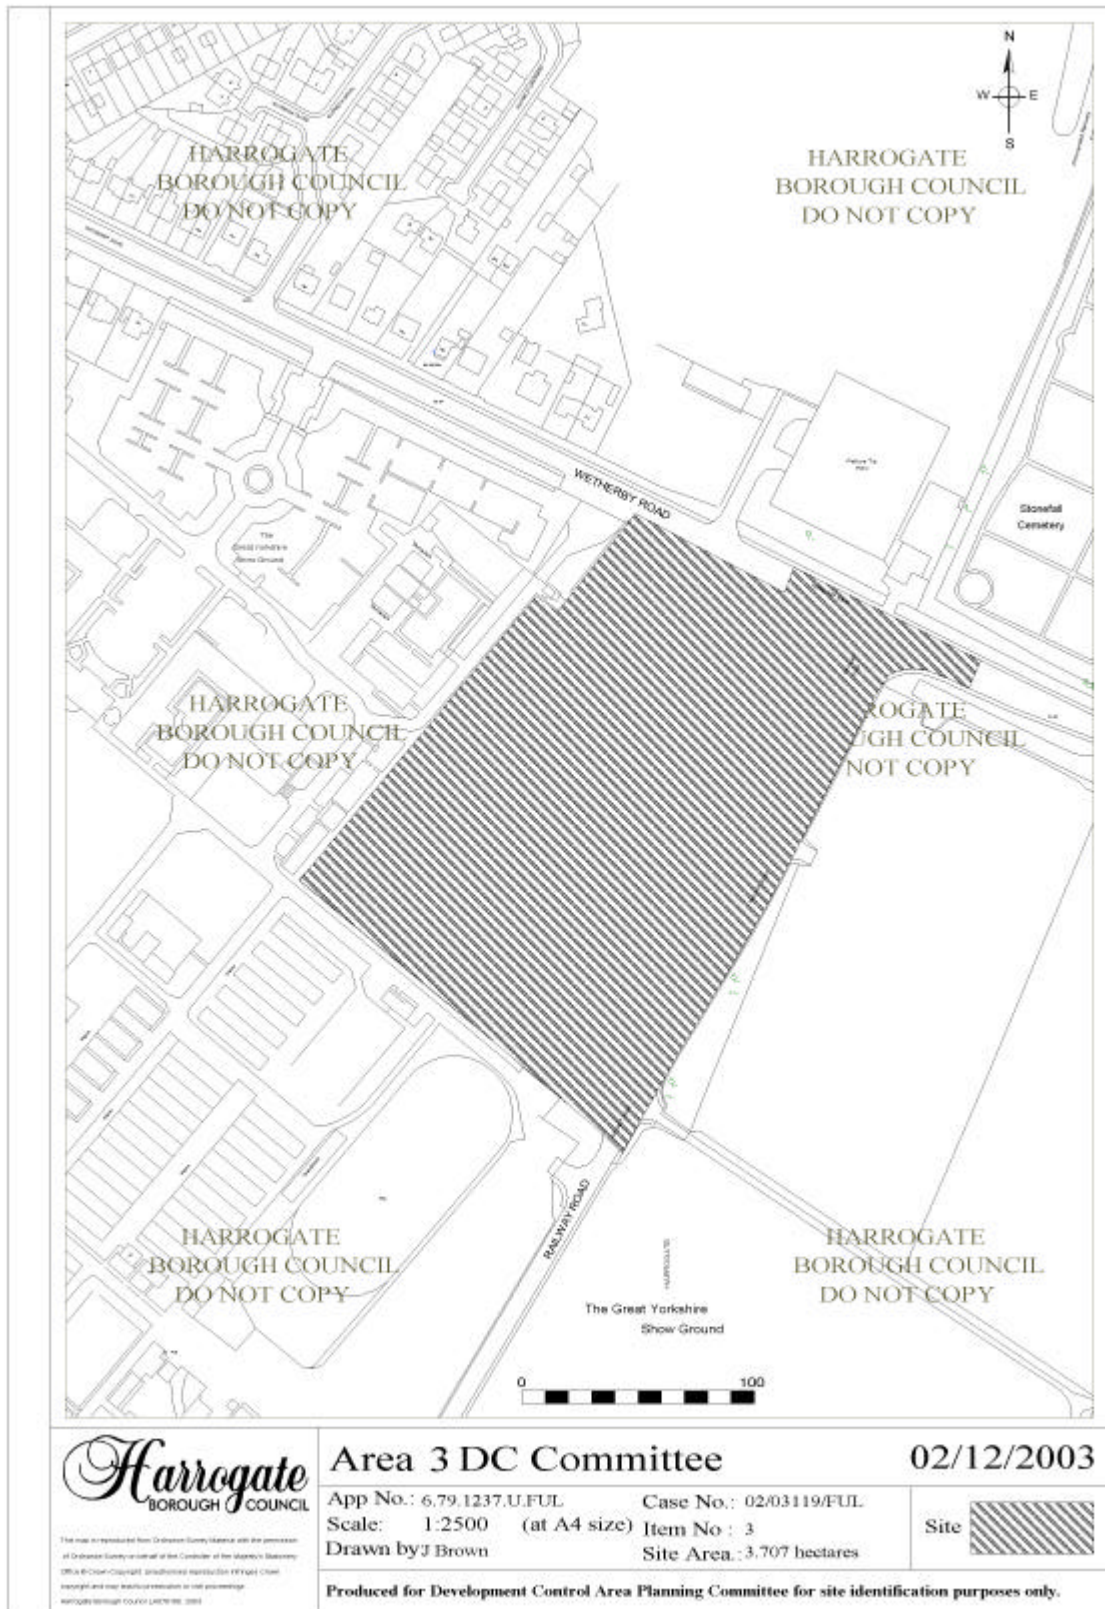 N
W E
S
HARROGATE
BOROUGH COUNCIL
DO NOT COPY
HARROGATE
BOROUGH COUNCIL
DO NOT COPY
WETHERBY ROAD
Stonefall
Cemetery
The
Great Yorkshire
Show Ground
HARROGATE
BOROUGH COUNCIL
DO NOT COPY
ROGATE
UGH COUNCIL
NOT COPY
RAILWAY ROAD
HARROGATE
BOROUGH COUNCIL
DO NOT COPY
HARROGATE
BOROUGH COUNCIL
DO NOT COPY
The Great Yorkshire
Show Ground
0 100
Harrogate
BOROUGH COUNCIL
Area 3 DC Committee 02/12/2003
App No.: 6.79.1237.U.FUL Case No.: 02/03119/FUL
Scale: 1:2500 (at A4 size) Item No : 3
Drawn by J Brown Site Area.: 3.707 hectares
Site
Produced for Development Control Area Planning Committee for site identification purposes only.